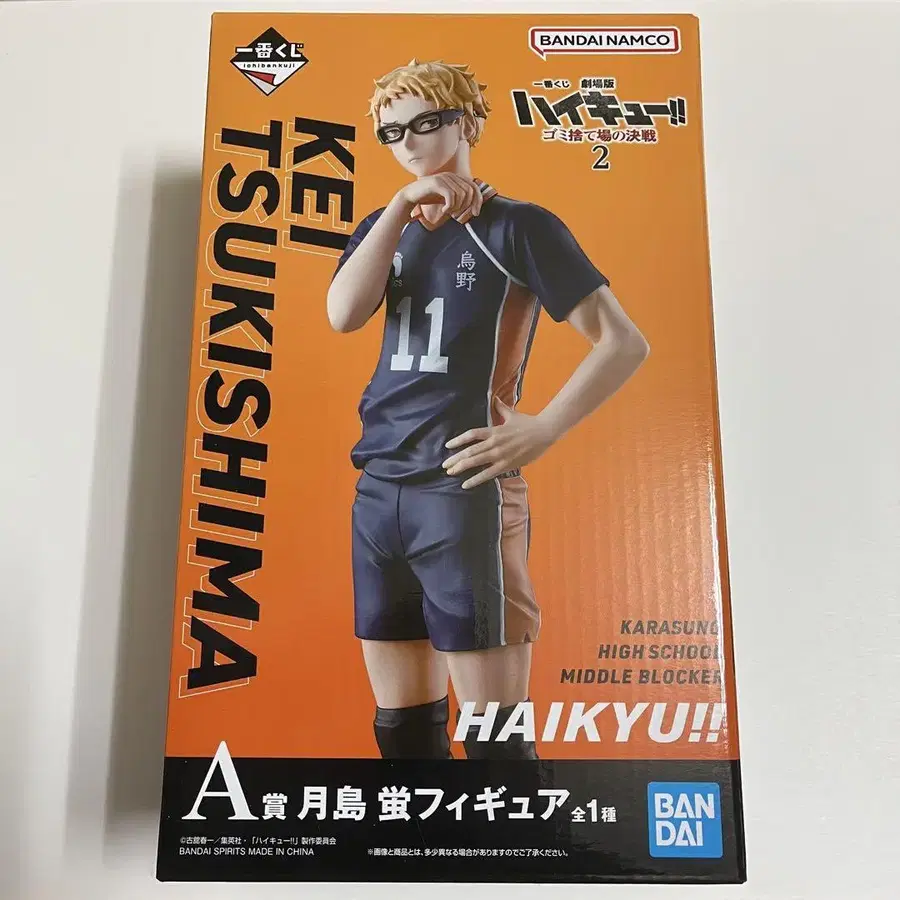 一番くじ
ichibankuji
BANDAI NAMCO
一番くじ 劇場版
ハイキュー!!
ゴミ捨て場の決戦
2
KEI
TSUKISHIMA
烏野
11
KARASUNO
HIGH SCHOOL
MIDDLE BLOCKER
HAIKYU!!
A賞 月島 蛍フィギュア 全1種
©古舘春一／集英社・「ハイキュー!!」製作委員会
BANDAI SPIRITS MADE IN CHINA
※画像と商品とは、多少異なる場合がありますのでご了承ください。
BAN
DAI